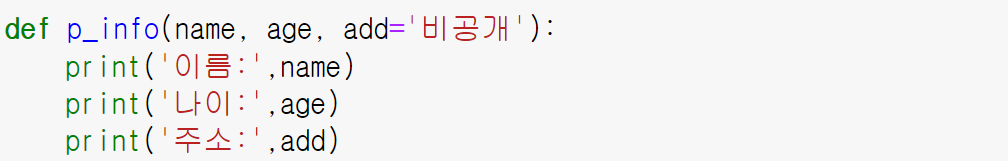 def p_info(name, age, add='비공개'):
    print('이름:',name)
    print('나이:',age)
    print('주소:',add)